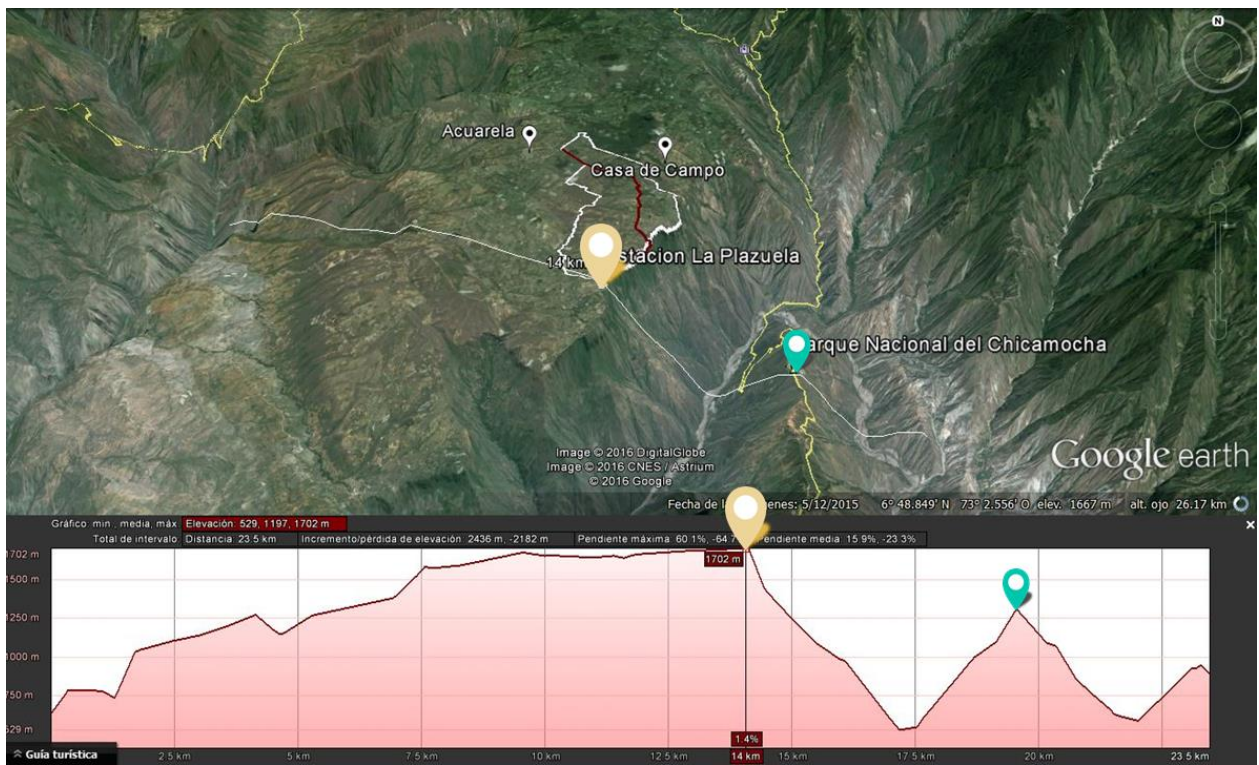 N
Acuarela
Casa de Campo
14 km
stacion La Plazuela
arque Nacional del Chicamocha
Image © 2016 DigitalGlobe
Image © 2016 CNES / Astrium
© 2016 Google
Google earth
Fecha de la genes: 5/12/2015 6° 48.849' N 73° 2.556' O elev. 1667 m alt. ojo 26.17 km
Gráfico: min., media, máx. Elevación: 529, 1197, 1702 m
Total de intervalo: Distancia: 23.5 km Incremento/pérdida de elevación: 2436 m, -2182 m Pendiente máxima: 60.1%, -64.7 Pendiente media: 15.9%, -23.3%
1702 m
1500 m
1250 m
1000 m
750 m
529 m
1702 m
1.4%
Guía turística
2.5 km 5 km 7.5 km 10 km 12.5 km 14 km 15 km 17.5 km 20 km 23.5 km